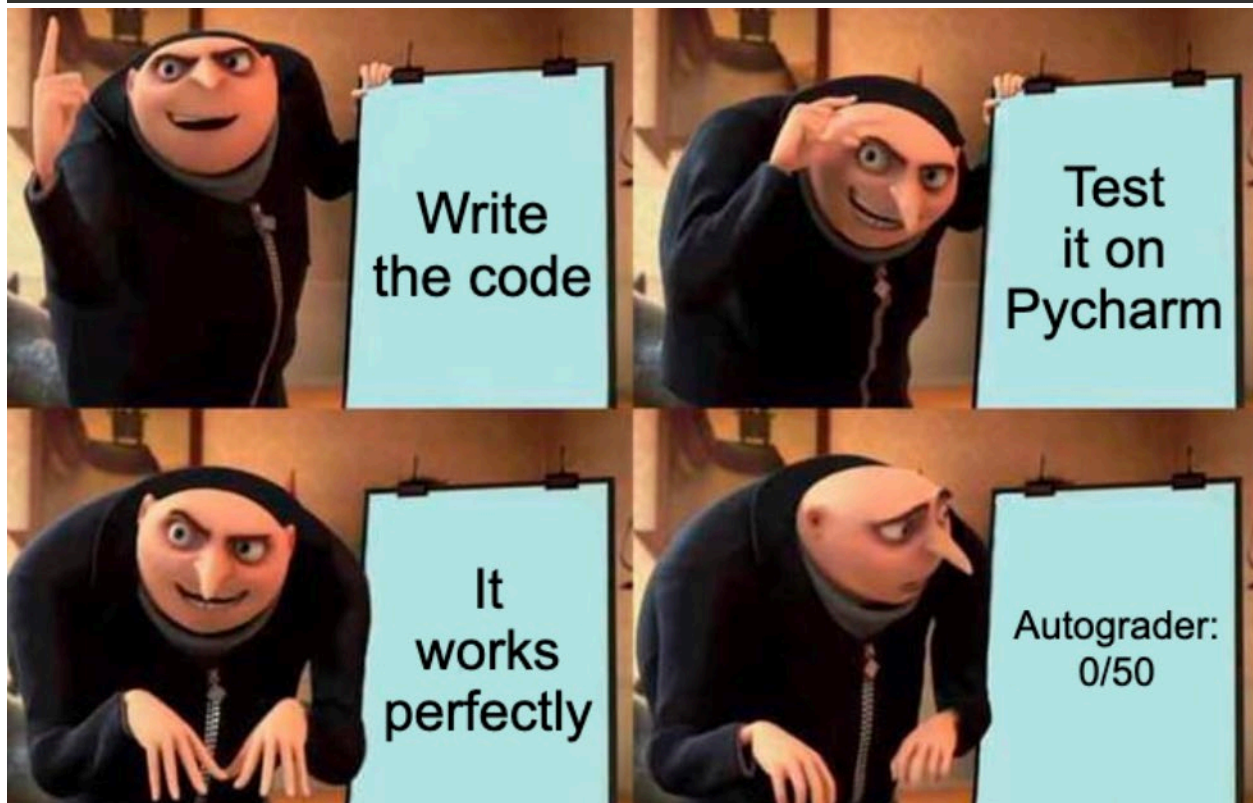 Write
the code
Test
it on
Pycharm
It
works
perfectly
Autograder:
0/50